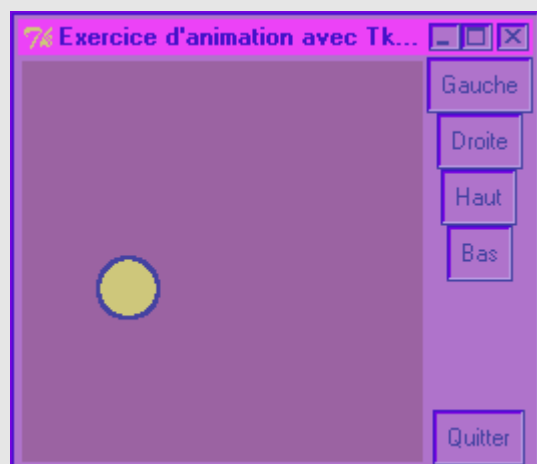 Exercice d'animation avec Tk...
Gauche
Droite
Haut
Bas
Quitter